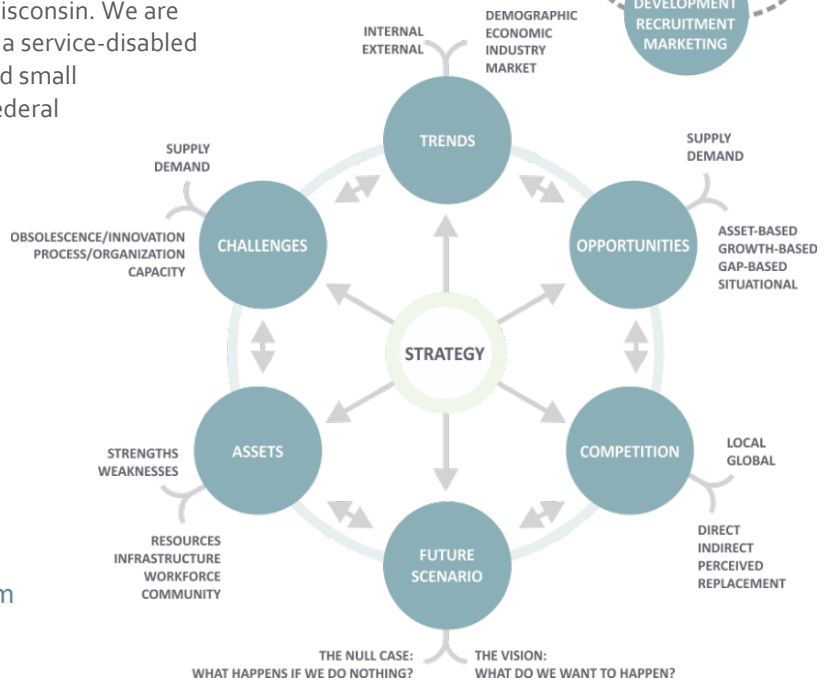 Wisconsin. We are
a service-disabled
small
DEVELOPMENT
RECRUITMENT
MARKETING
INTERNAL
EXTERNAL
DEMOGRAPHIC
ECONOMIC
INDUSTRY
MARKET
TRENDS
SUPPLY
DEMAND
OBSOLESCENCE/INNOVATION
PROCESS/ORGANIZATION
CAPACITY
CHALLENGES
SUPPLY
DEMAND
OPPORTUNITIES
ASSET-BASED
GROWTH-BASED
GAP-BASED
SITUATIONAL
STRATEGY
STRENGTHS
WEAKNESSES
ASSETS
RESOURCES
INFRASTRUCTURE
WORKFORCE
COMMUNITY
COMPETITION
LOCAL
GLOBAL
DIRECT
INDIRECT
PERCEIVED
REPLACEMENT
FUTURE
SCENARIO
THE NULL CASE:
WHAT HAPPENS IF WE DO NOTHING?
THE VISION:
WHAT DO WE WANT TO HAPPEN?